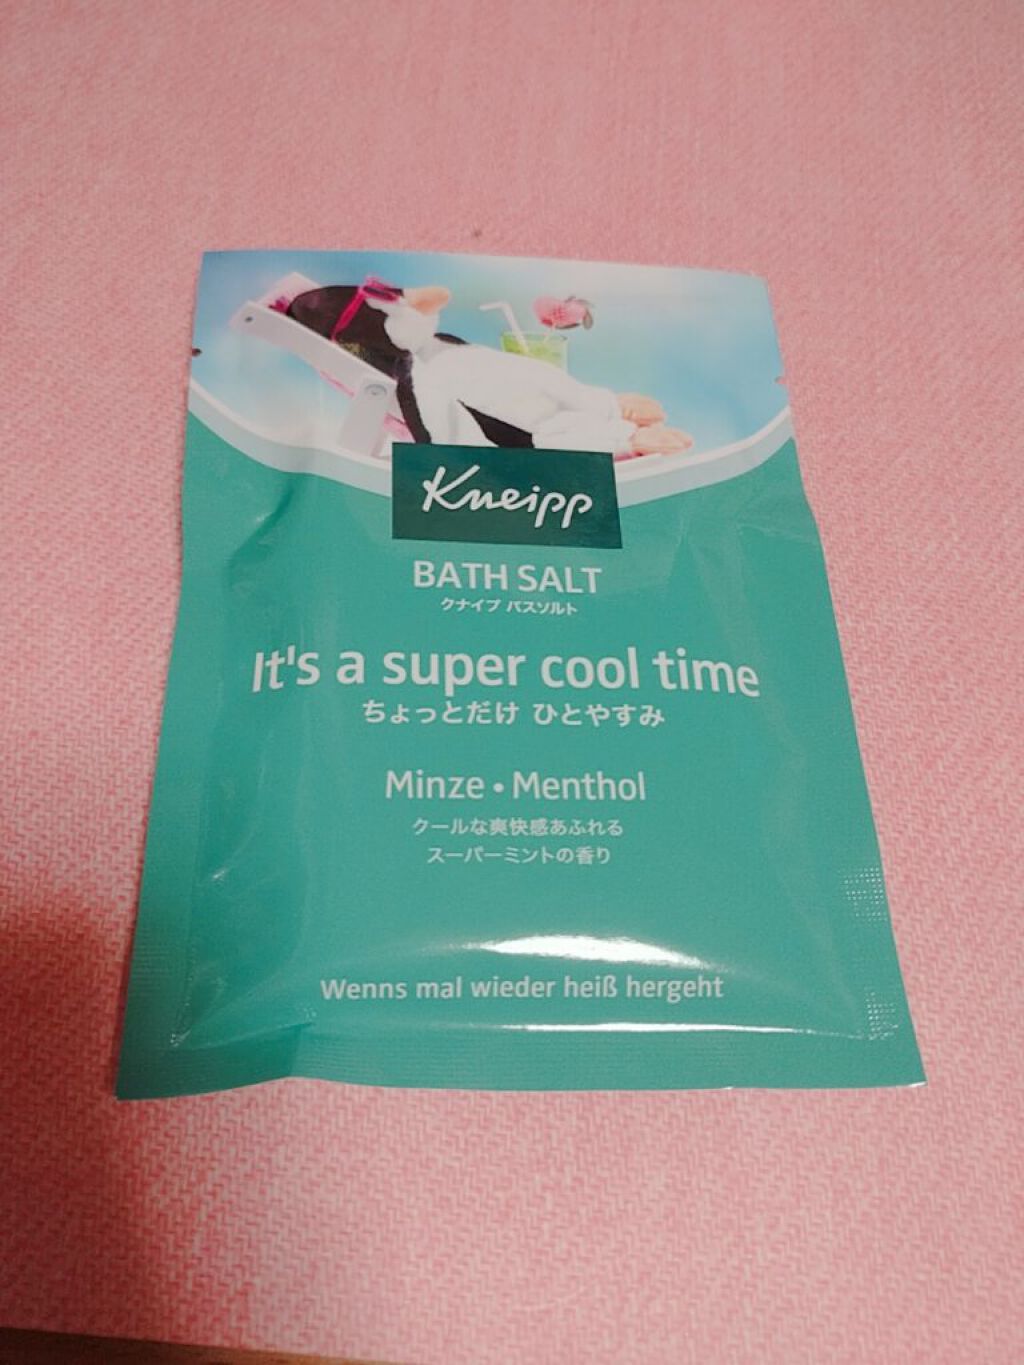 Kneipp
BATH SALT
クナイプ バスソルト
It's a super cool time
ちょっとだけ ひとやすみ
Minze • Menthol
クールな爽快感あふれる
スーパーミントの香り
Wenns mal wieder heiß hergeht